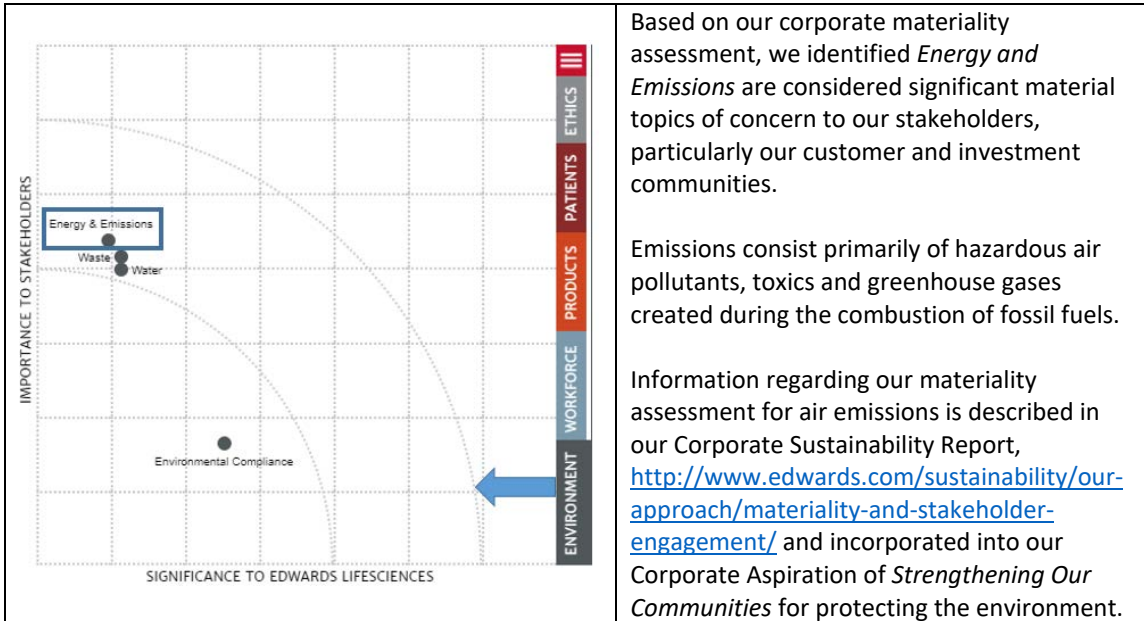 ETHICS
PATIENTS
PRODUCTS
WORKFORCE
ENVIRONMENT
IMPORTANCE TO STAKEHOLDERS
Energy & Emissions
Waste
Water
Environmental Compliance
SIGNIFICANCE TO EDWARDS LIFESCIENCES
Based on our corporate materiality
assessment, we identified Energy and
Emissions are considered significant material
topics of concern to our stakeholders,
particularly our customer and investment
communities.
Emissions consist primarily of hazardous air
pollutants, toxics and greenhouse gases
created during the combustion of fossil fuels.
Information regarding our materiality
assessment for air emissions is described in
our Corporate Sustainability Report,
http://www.edwards.com/sustainability/our-
approach/materiality-and-stakeholder-
engagement/ and incorporated into our
Corporate Aspiration of Strengthening Our
Communities for protecting the environment.